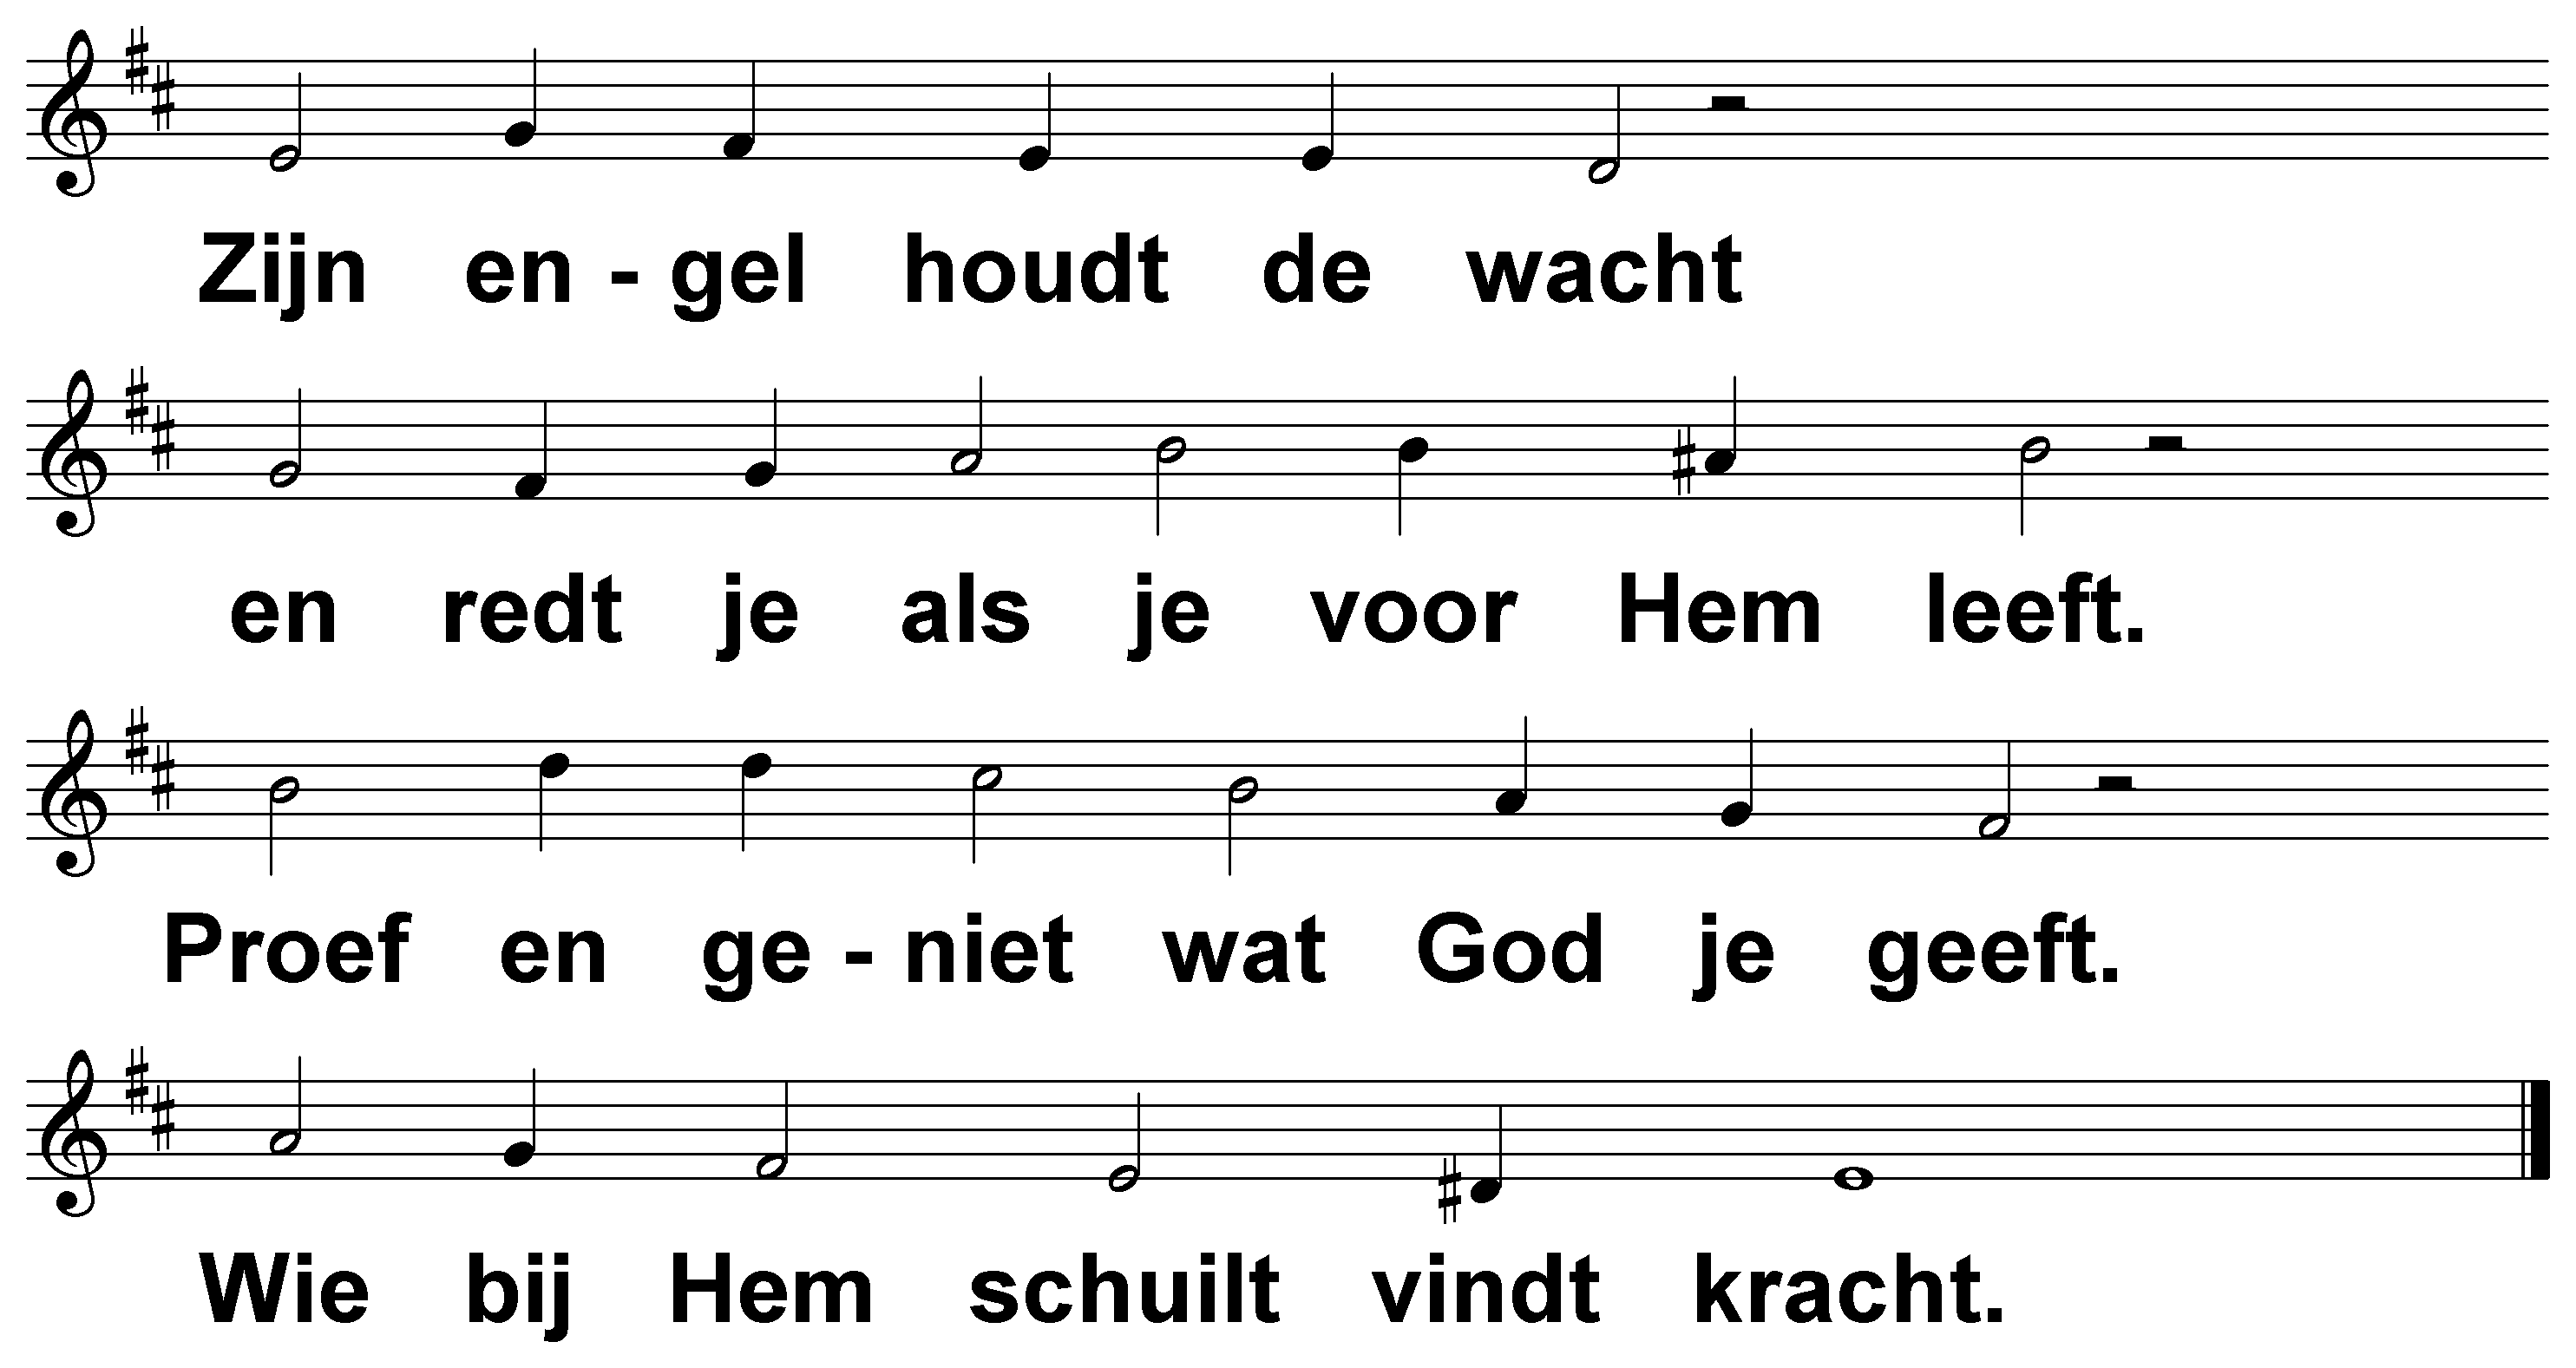 Zijn en - gel houdt de wacht
en redt je als je voor Hem leeft.
Proef en ge - niet wat God je geeft.
Wie bij Hem schuilt vindt kracht.